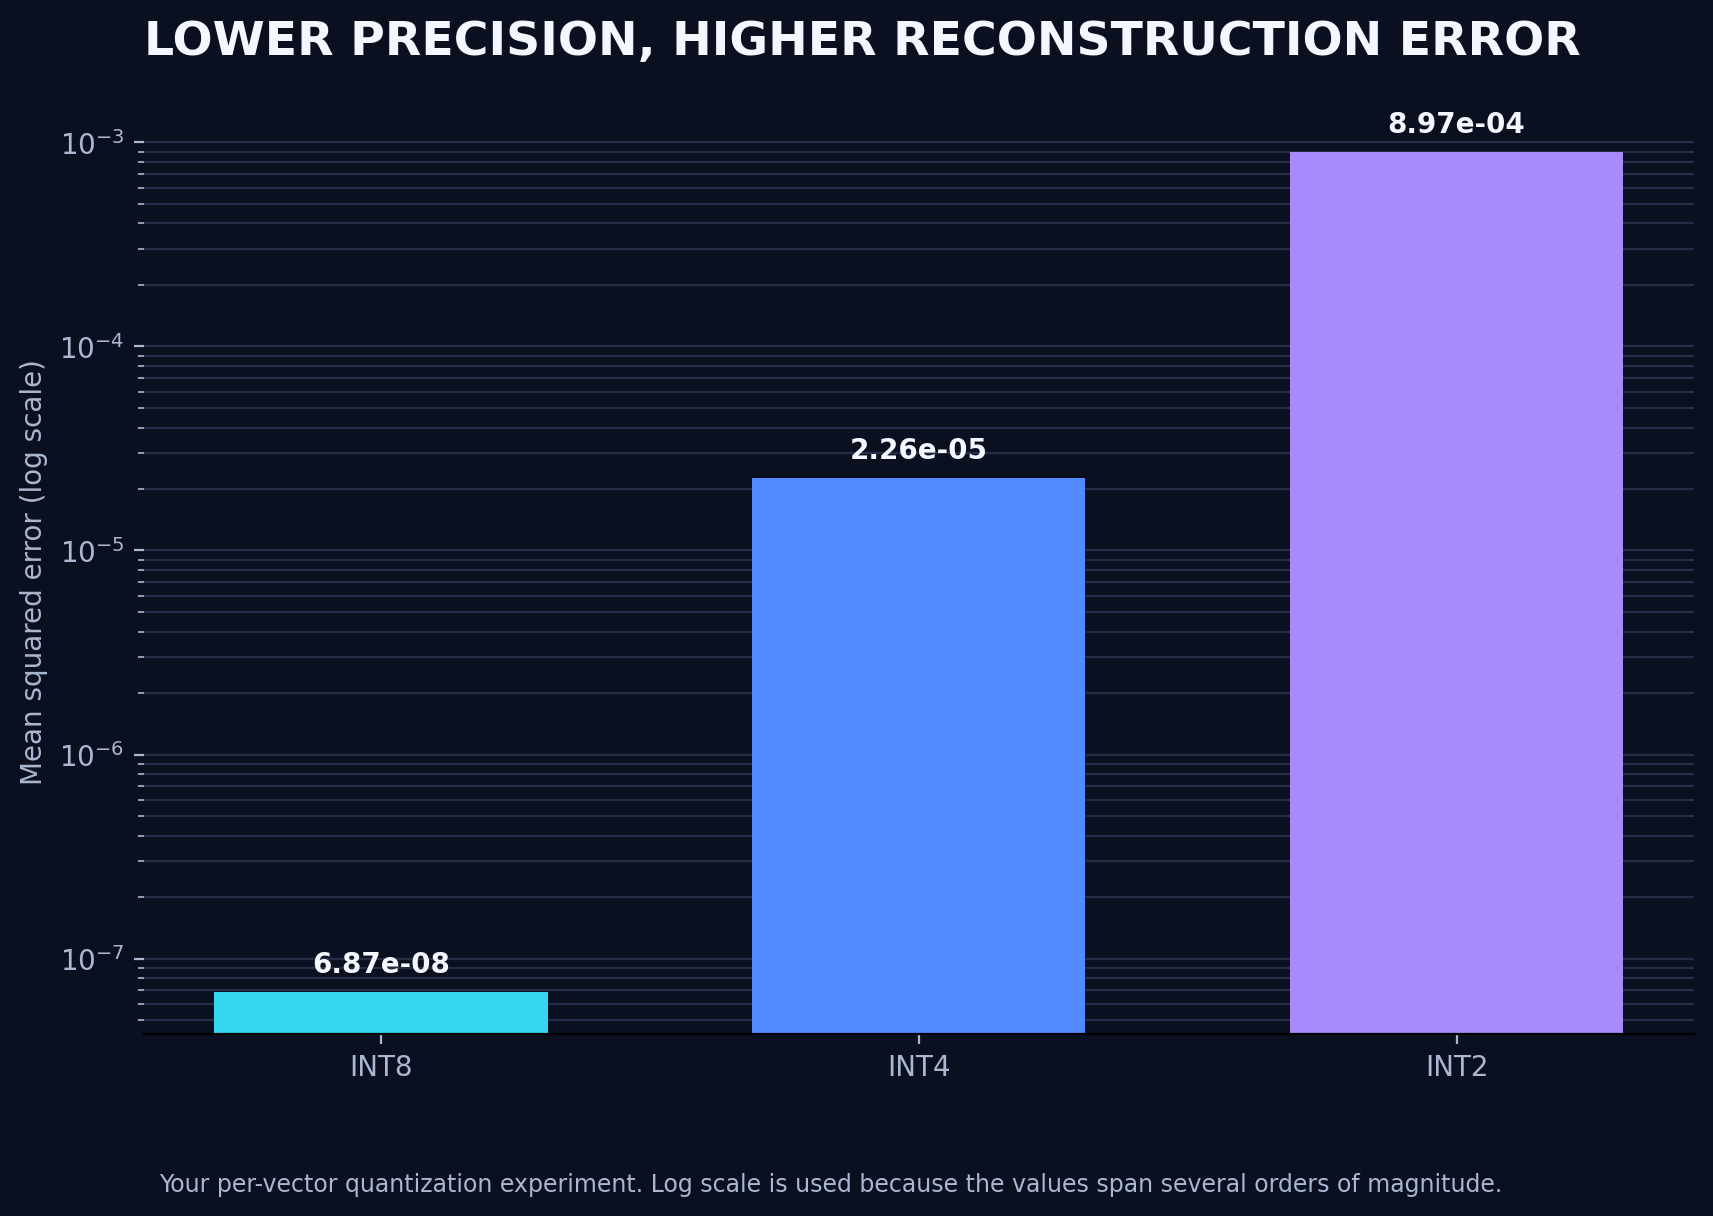 LOWER PRECISION, HIGHER RECONSTRUCTION ERROR
Mean squared error (log scale)
10⁻³
10⁻⁴
10⁻⁵
10⁻⁶
10⁻⁷
8.97e-04
2.26e-05
6.87e-08
INT8
INT4
INT2
Your per-vector quantization experiment. Log scale is used because the values span several orders of magnitude.